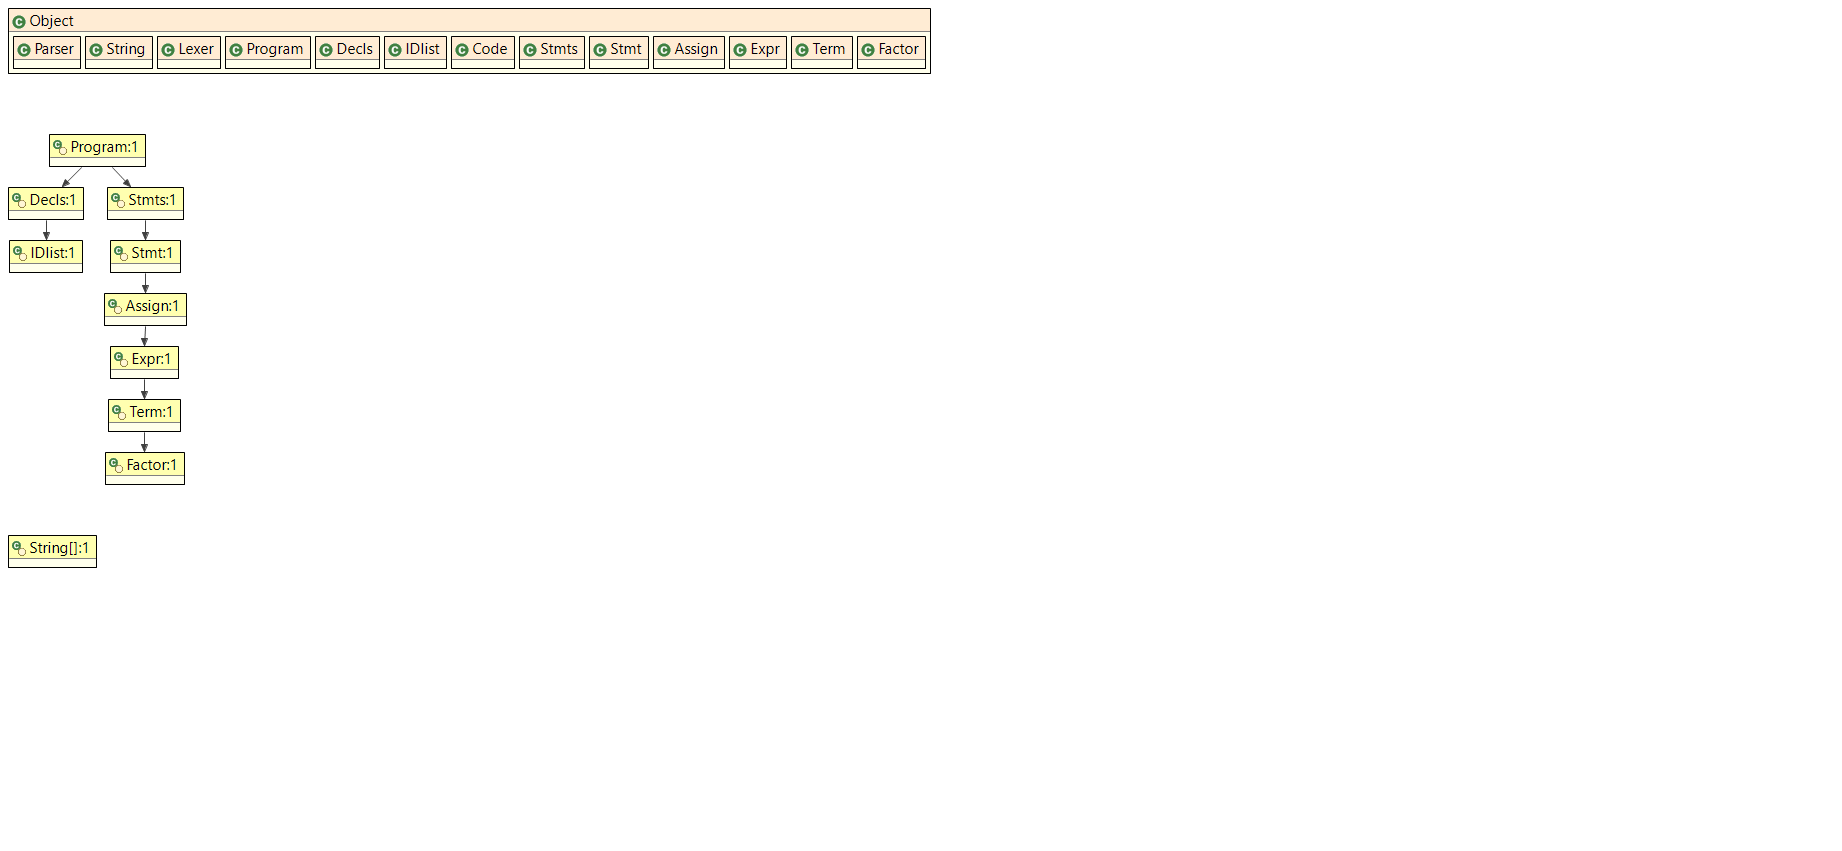 Object
Parser String Lexer Program Decls IDlist Code Stmts Stmt Assign Expr Term Factor
Program:1
Decls:1 Stmts:1
IDlist:1 Stmt:1
Assign:1
Expr:1
Term:1
Factor:1
String[]:1